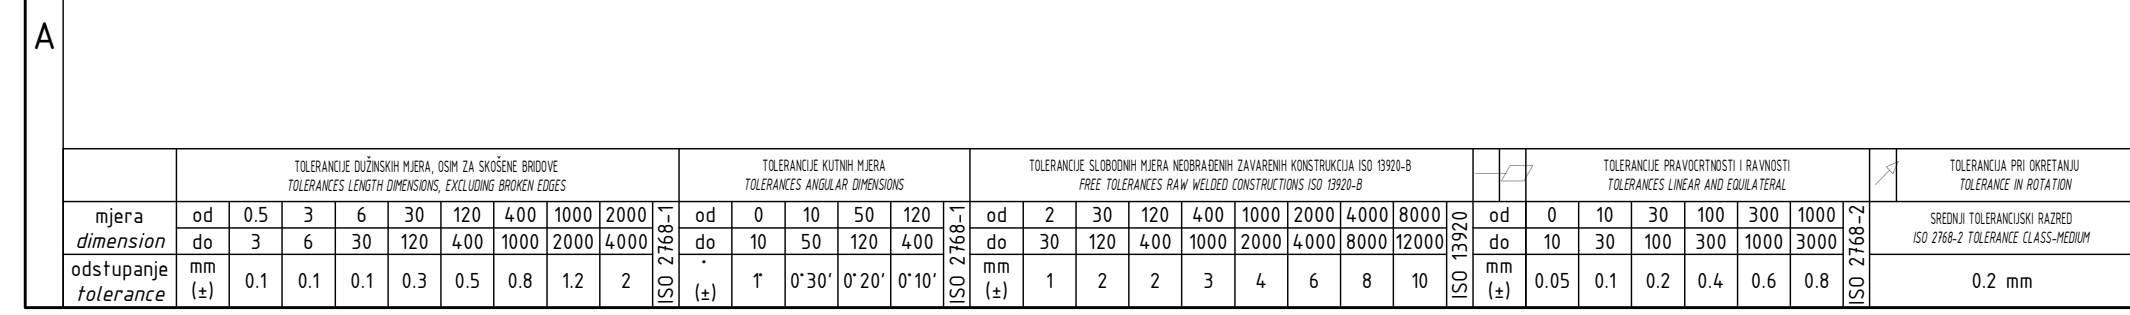 A
TOLERANCIJE DUŽINSKIH MJERA, OSIM ZA SKOŠENE BRIDOVE
TOLERANCES LENGTH DIMENSIONS, EXCLUDING BROKEN EDGES
TOLERANCIJE KUTNIH MJERA
TOLERANCES ANGULAR DIMENSIONS
TOLERANCIJE SLOBODNIH MJERA NEOBRAĐENIH ZAVARENIH KONSTRUKCIJA ISO 13920-B
FREE TOLERANCES RAW WELDED CONSTRUCTIONS ISO 13920-B
TOLERANCIJE PRAVOCRTNOSTI I RAVNOSTI
TOLERANCES LINEAR AND EQUILATERAL
TOLERANCIJA PRI OKRETANJU
TOLERANCE IN ROTATION
mjera od 0.5 3 6 30 120 400 1000 2000 ISO 2768-1 od 0 10 50 120 ISO 2768-1 od 2 30 120 400 1000 2000 4000 8000 ISO 13920 od 0 10 30 100 300 1000 ISO 2768-2 SREDNJI TOLERANCIJSKI RAZRED
dimension do 3 6 30 120 400 1000 2000 4000 do 10 50 120 400 do 30 120 400 1000 2000 4000 8000 12000 do 10 30 100 300 1000 3000 ISO 2768-2 TOLERANCE CLASS-MEDIUM
odstupanje mm ° mm mm
tolerance (±) 0.1 0.1 0.1 0.3 0.5 0.8 1.2 2 (±) 1° 0°30' 0°20' 0°10' (±) 1 2 2 3 4 6 8 10 (±) 0.05 0.1 0.2 0.4 0.6 0.8 0.2 mm